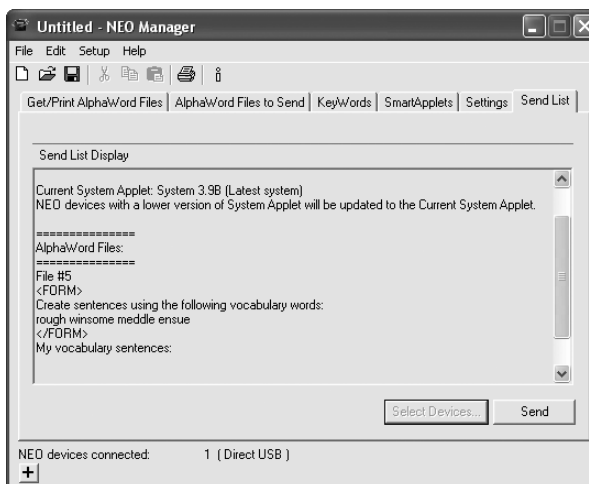 Untitled - NEO Manager
File Edit Setup Help
Get/Print AlphaWord Files AlphaWord Files to Send KeyWords SmartApplets Settings Send List
Send List Display
Current System Applet: System 3.9B (Latest system)
NEO devices with a lower version of System Applet will be updated to the Current System Applet.
===============
AlphaWord Files:
===============
File #5
<FORM>
Create sentences using the following vocabulary words:
rough winsome meddle ensue
</FORM>
My vocabulary sentences:
Select Devices... Send
NEO devices connected: 1 ( Direct USB )